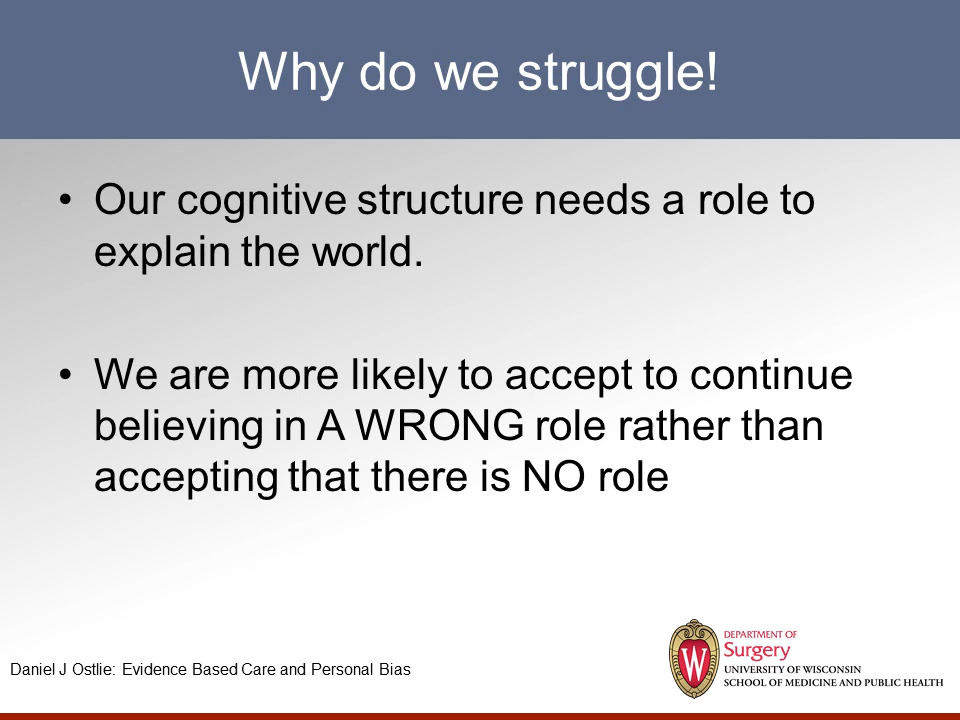 Why do we struggle!
• Our cognitive structure needs a role to
explain the world.
• We are more likely to accept to continue
believing in A WRONG role rather than
accepting that there is NO role
Daniel J Ostlie: Evidence Based Care and Personal Bias
W
DEPARTMENT OF
Surgery
UNIVERSITY OF WISCONSIN
SCHOOL OF MEDICINE AND PUBLIC HEALTH